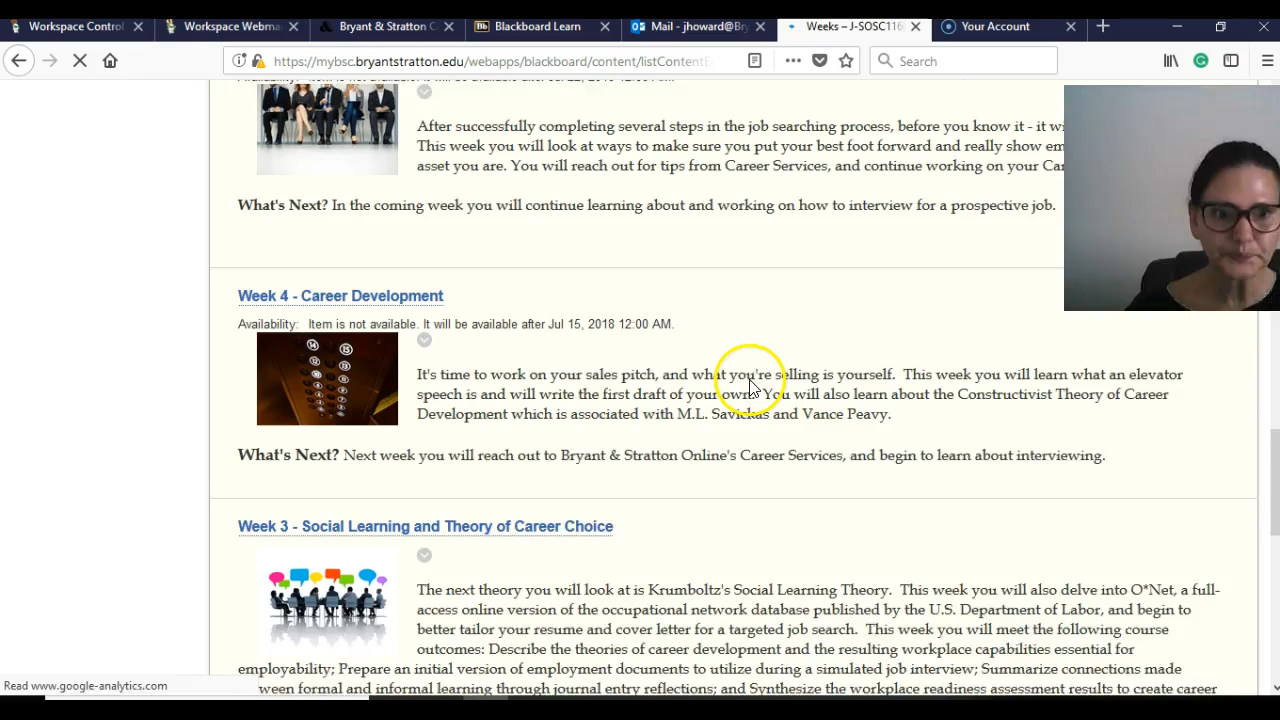 Workspace Control
Workspace Webma
Bryant & Stratton C
Blackboard Learn
Mail - jhoward@Bry
Weeks – J-SOSC116
Your Account
https://mybsc.bryantstratton.edu/webapps/blackboard/content/listContentE
Search
After successfully completing several steps in the job searching process, before you know it - it wi
This week you will look at ways to make sure you put your best foot forward and really show em
asset you are. You will reach out for tips from Career Services, and continue working on your Car
What's Next? In the coming week you will continue learning about and working on how to interview for a prospective job.
Week 4 - Career Development
Availability: Item is not available. It will be available after Jul 15, 2018 12:00 AM.
It's time to work on your sales pitch, and what you're selling is yourself. This week you will learn what an elevator
speech is and will write the first draft of your own. You will also learn about the Constructivist Theory of Career
Development which is associated with M.L. Savickas and Vance Peavy.
What's Next? Next week you will reach out to Bryant & Stratton Online's Career Services, and begin to learn about interviewing.
Week 3 - Social Learning and Theory of Career Choice
The next theory you will look at is Krumboltz's Social Learning Theory. This week you will also delve into O*Net, a full-
access online version of the occupational network database published by the U.S. Department of Labor, and begin to
better tailor your resume and cover letter for a targeted job search. This week you will meet the following course
outcomes: Describe the theories of career development and the resulting workplace capabilities essential for
employability; Prepare an initial version of employment documents to utilize during a simulated job interview; Summarize connections made
ween formal and informal learning through journal entry reflections; and Synthesize the workplace readiness assessment results to create career
Read www.google-analytics.com